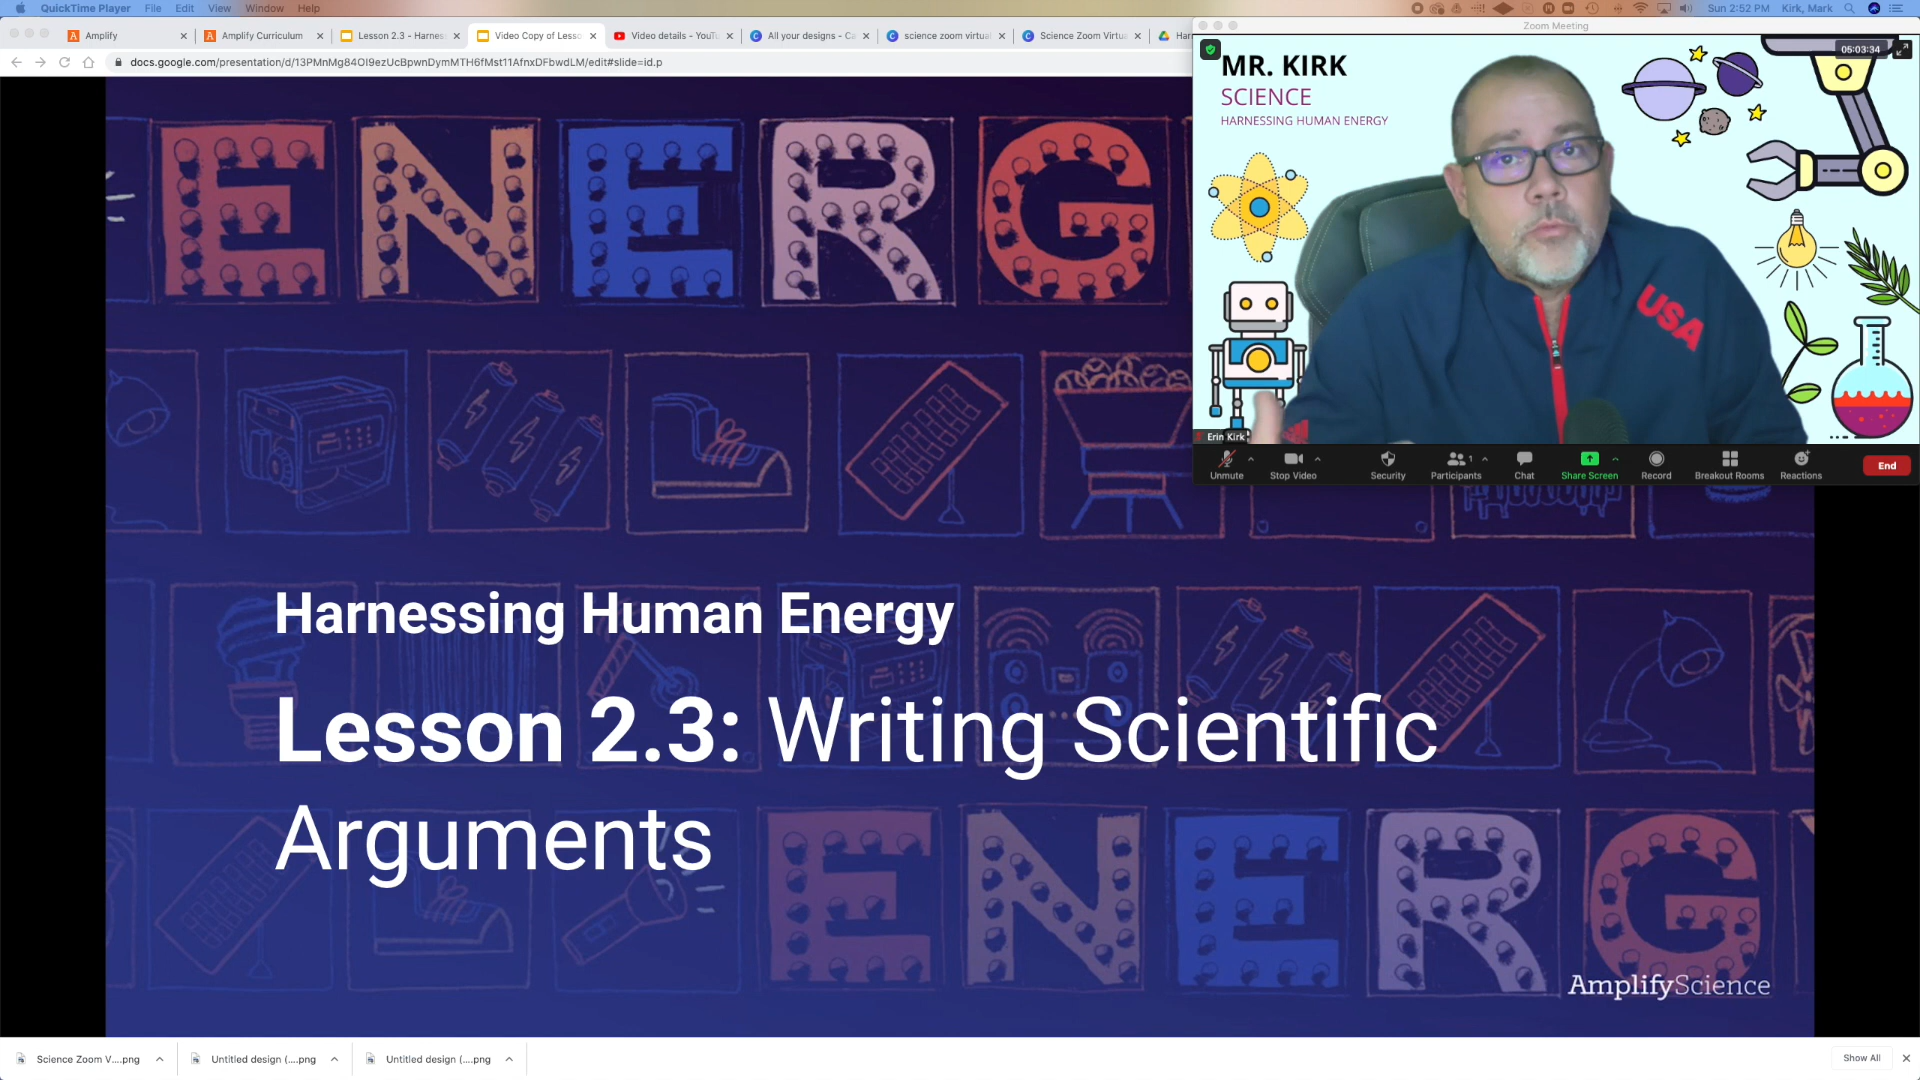 QuickTime Player File Edit View Window Help
Sun 2:52 PM Kirk, Mark
Amplify
Amplify Curriculum
Lesson 2.3 - Harness
Video Copy of Lesso
Video details - YouTu
All your designs - Ca
science zoom virtual
Science Zoom Virtua
Har
docs.google.com/presentation/d/13PMnMg84OI9ezUcBpwnDymMTH6fMst11AfnxDFbwdLM/edit#slide=id.p
Zoom Meeting
05:03:34
MR. KIRK
SCIENCE
HARNESSING HUMAN ENERGY
USA
Erin Kirk
Unmute Stop Video Security Participants 1 Chat Share Screen Record Breakout Rooms Reactions End
ENERG
Harnessing Human Energy
Lesson 2.3: Writing Scientific
Arguments
ENERG
AmplifyScience
Science Zoom V....png
Untitled design (....png
Untitled design (....png
Show All